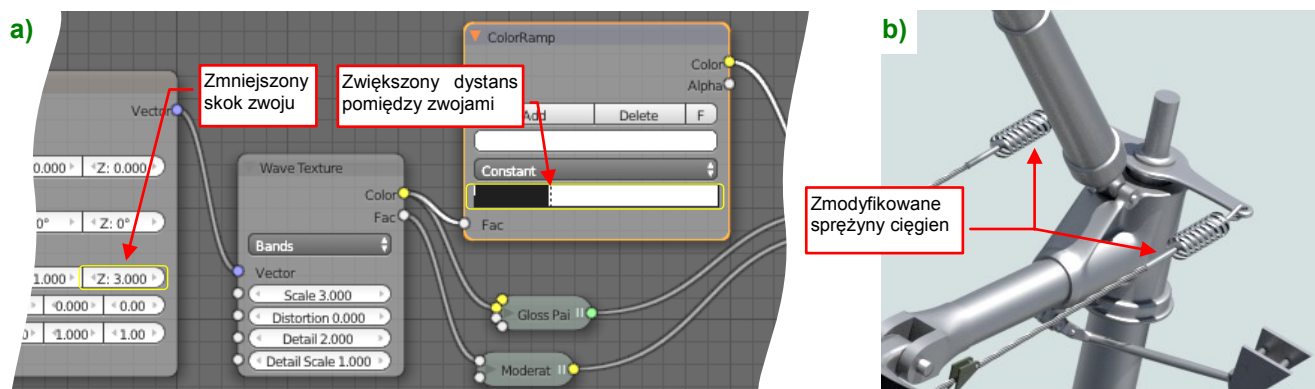 a)
Vector
0.000
Z: 0.000
0°
Z: 0°
1.000
Z: 3.000
0.000
0.00
1.000
1.00
Zmniejszony
skok zwoju
Zwiększony dystans
pomiędzy zwojami
Wave Texture
Color
Fac
Bands
Vector
Scale 3.000
Distortion 0.000
Detail 2.000
Detail Scale 1.000
ColorRamp
Color
Alpha
Add
Delete
F
Constant
Fac
Gloss Pai
Moderat
b)
Zmodyfikowane
sprężyny cięgien